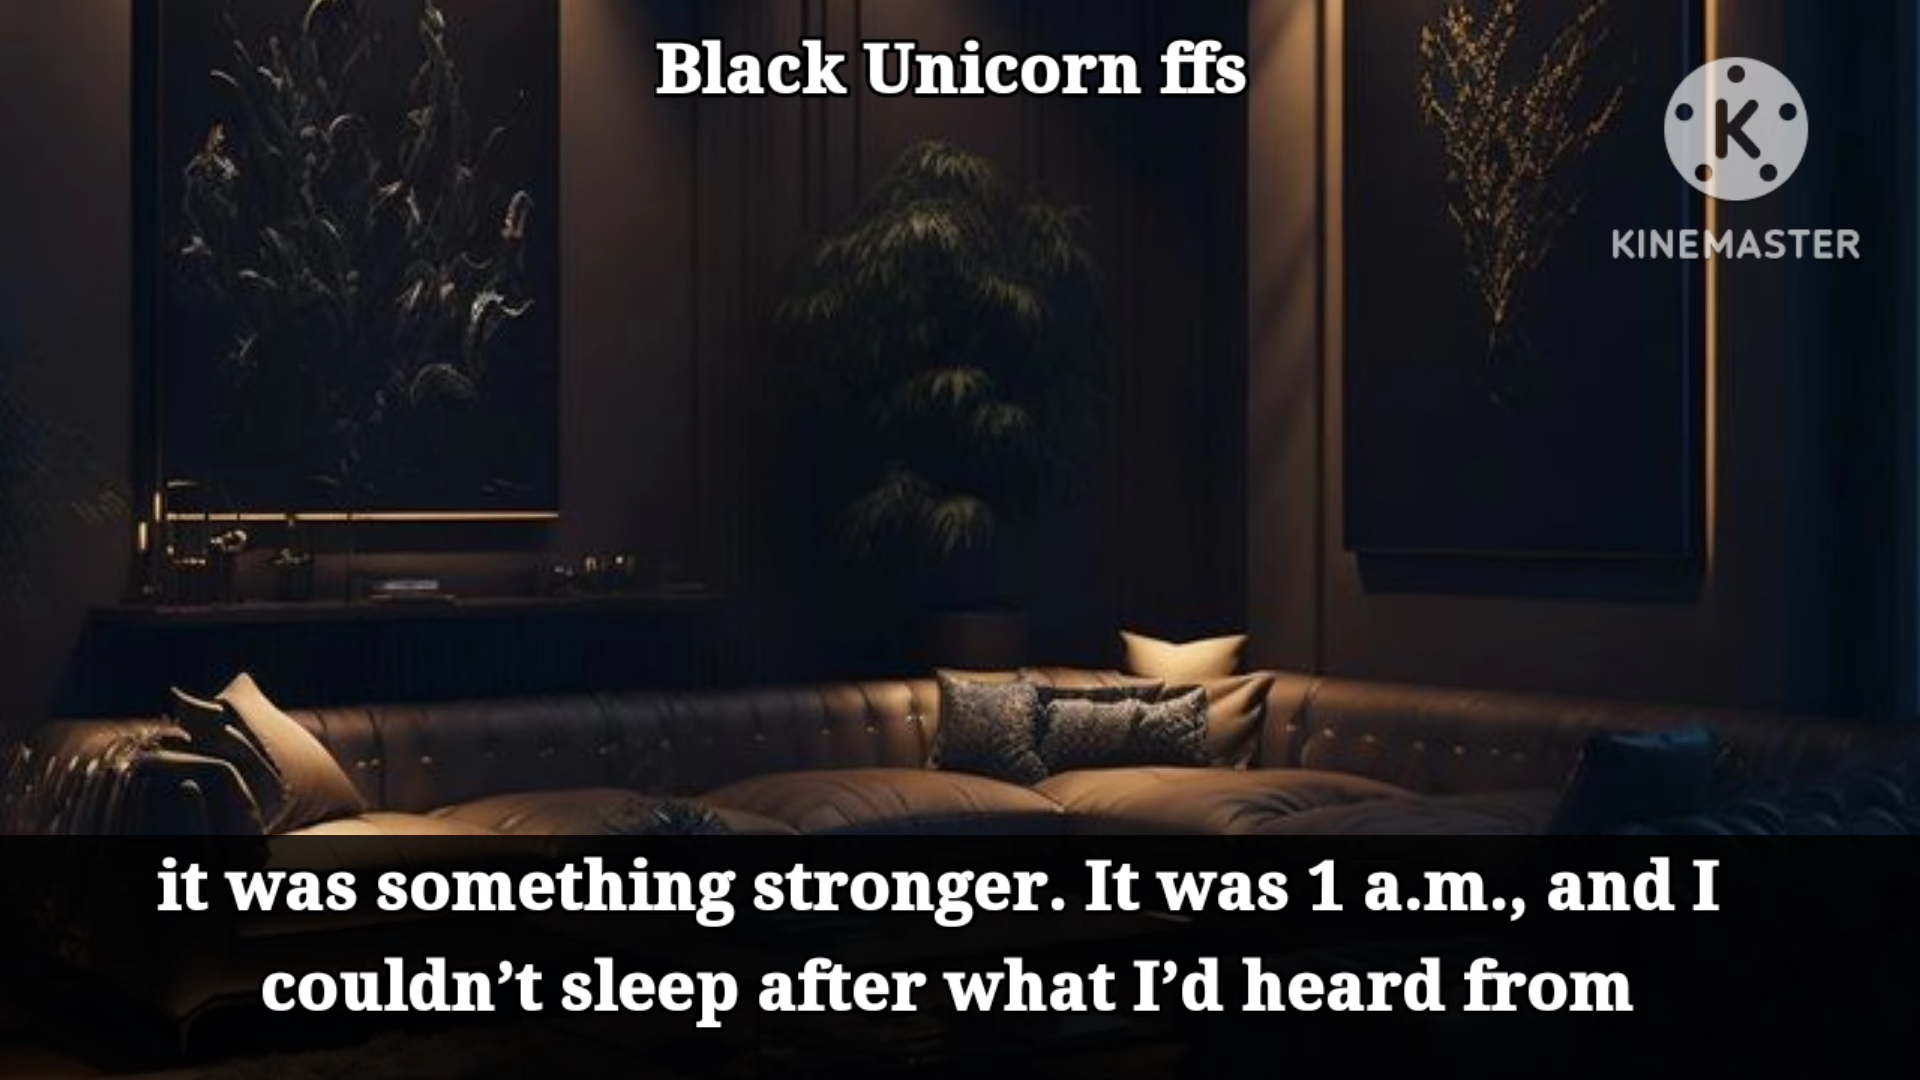 Black Unicorn ffs
K
KINEMASTER
it was something stronger. It was 1 a.m., and I
couldn’t sleep after what I’d heard from